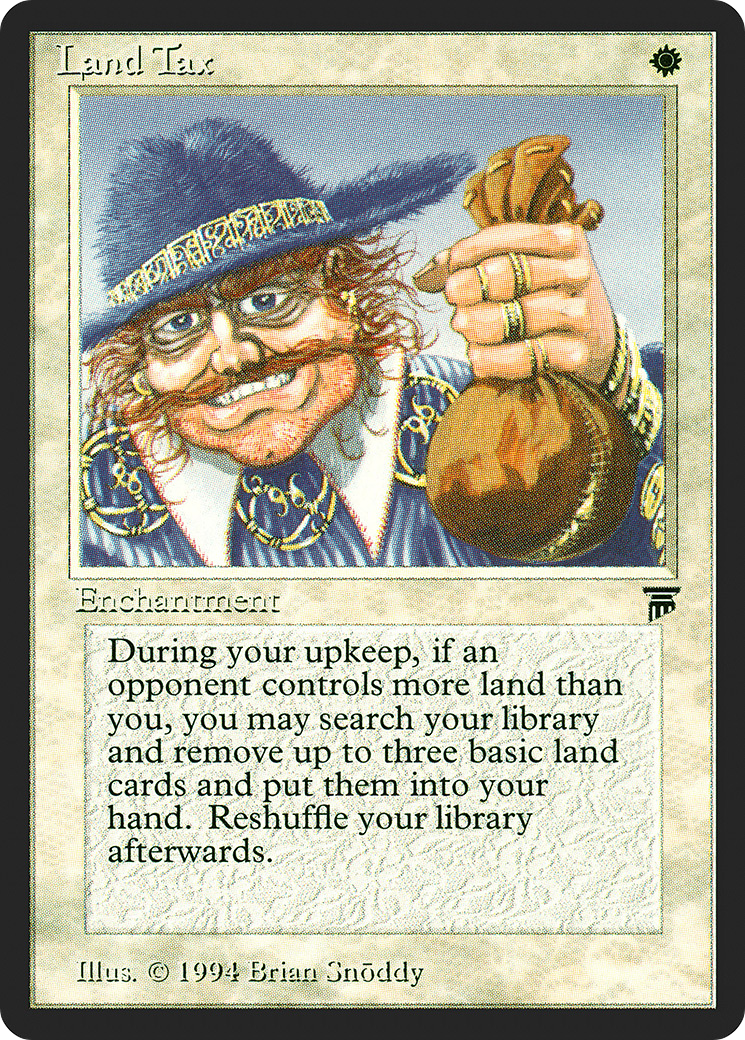 Land Tax
Enchantment
During your upkeep, if an
opponent controls more land than
you, you may search your library
and remove up to three basic land
cards and put them into your
hand.  Reshuffle your library
afterwards.
Illus. © 1994 Brian Snōddy